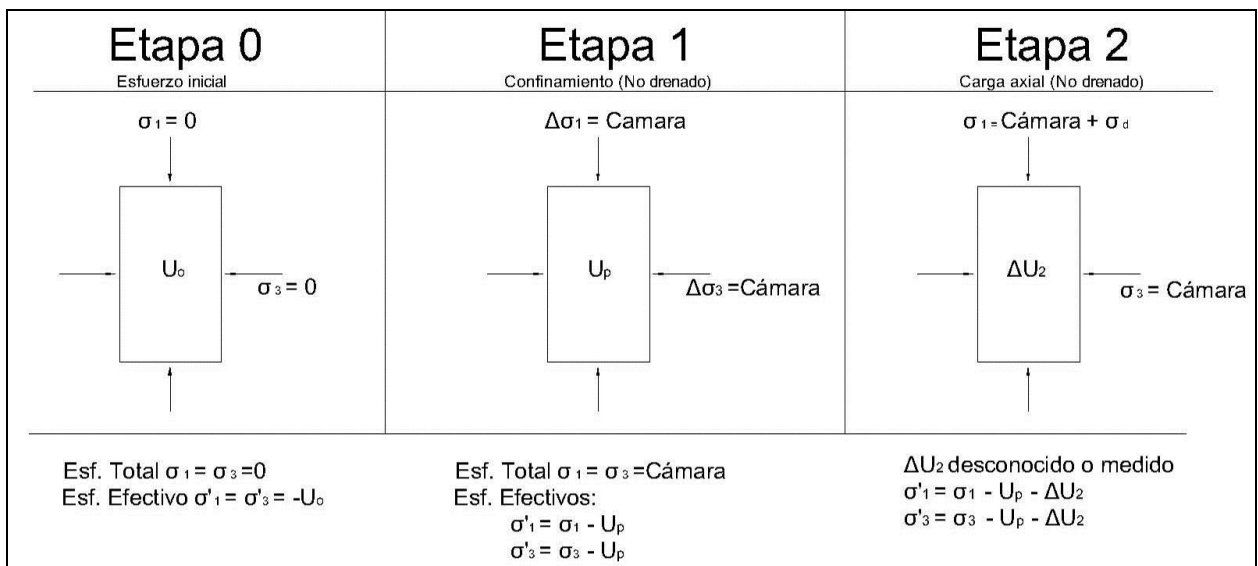 Etapa 0
Esfuerzo inicial
σ1 = 0
Uo
σ3 = 0
Esf. Total σ1 = σ3 =0
Esf. Efectivo σ'1 = σ'3 = -Uo
Etapa 1
Confinamiento (No drenado)
Δσ1 = Camara
Up
Δσ3 =Cámara
Esf. Total σ1 = σ3 =Cámara
Esf. Efectivos:
σ'1 = σ1 - Up
σ'3 = σ3 - Up
Etapa 2
Carga axial (No drenado)
σ1 = Cámara + σd
ΔU2
σ3 = Cámara
ΔU2 desconocido o medido
σ'1 = σ1 - Up - ΔU2
σ'3 = σ3 - Up - ΔU2